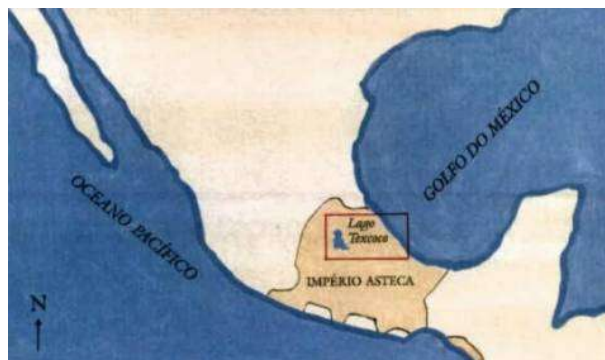 GOLFO DO MÉXICO
OCEANO PACÍFICO
Lago
Texcoco
IMPÉRIO ASTECA
N